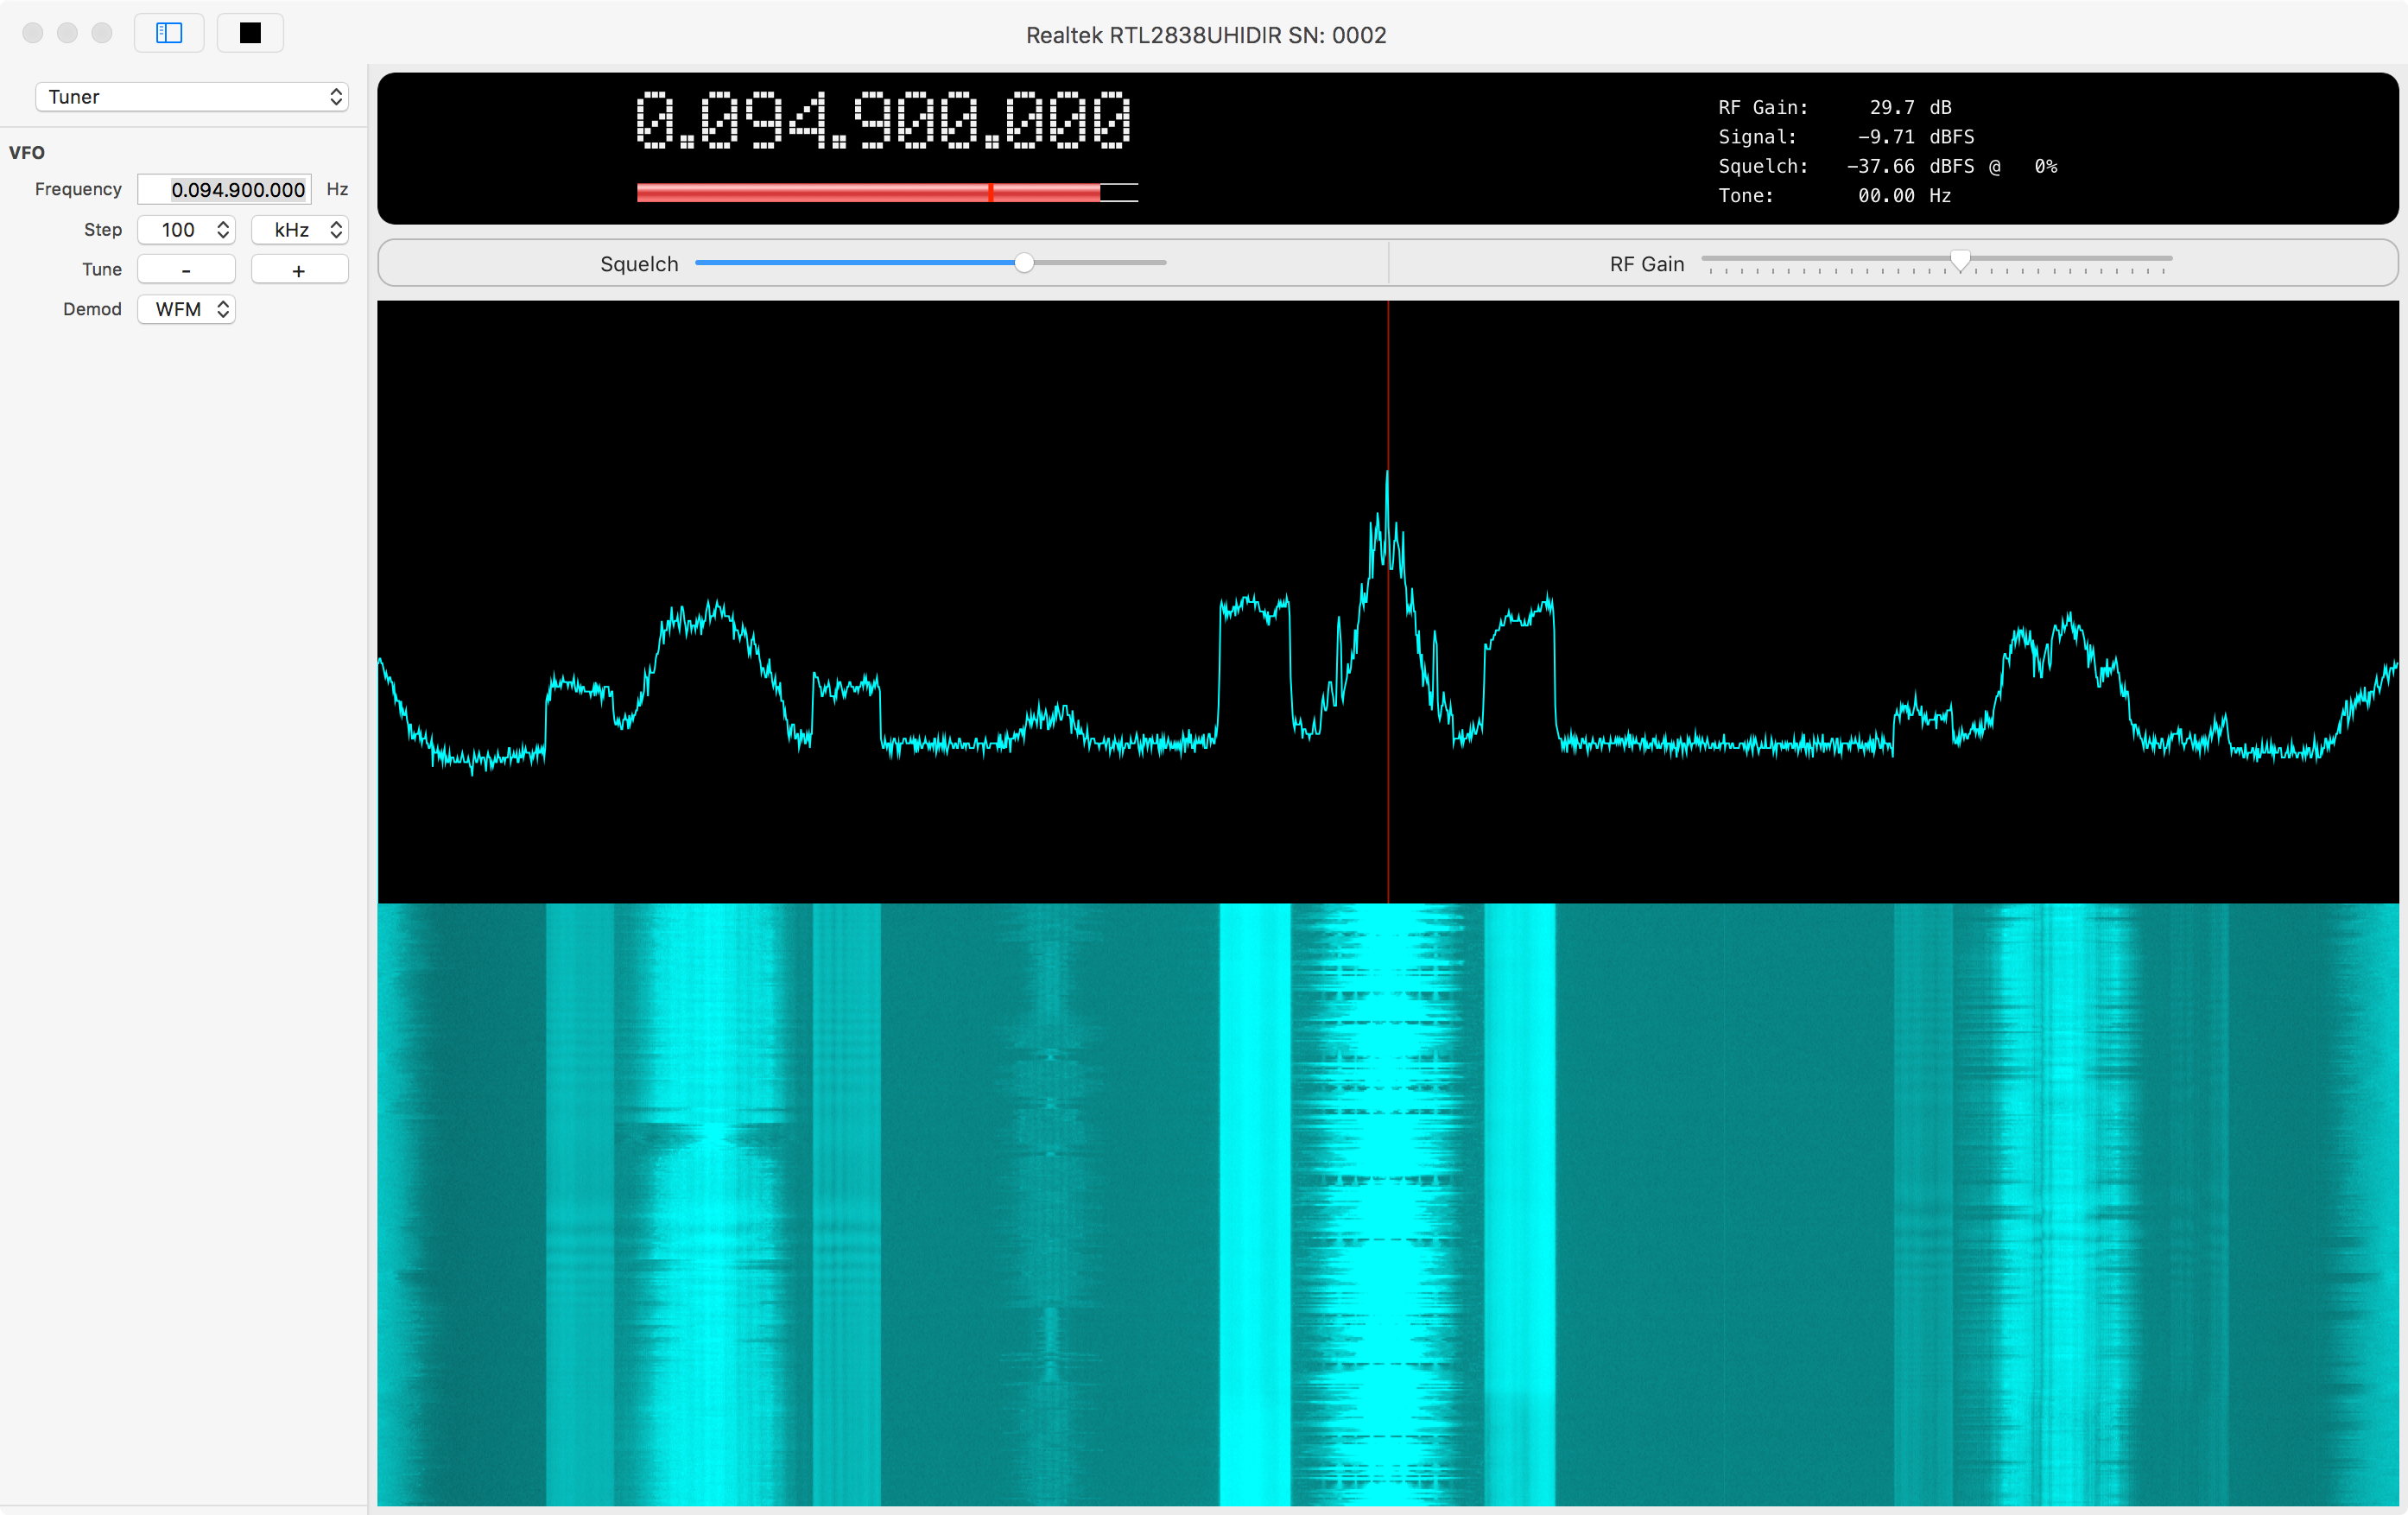 Realtek RTL2838UHIDIR SN: 0002
Tuner
VFO
Frequency 0.094.900.000 Hz
Step 100 kHz
Tune - +
Demod WFM
0.094.900.000
RF Gain: 29.7 dB
Signal: -9.71 dBFS
Squelch: -37.66 dBFS @ 0%
Tone: 00.00 Hz
Squelch
RF Gain